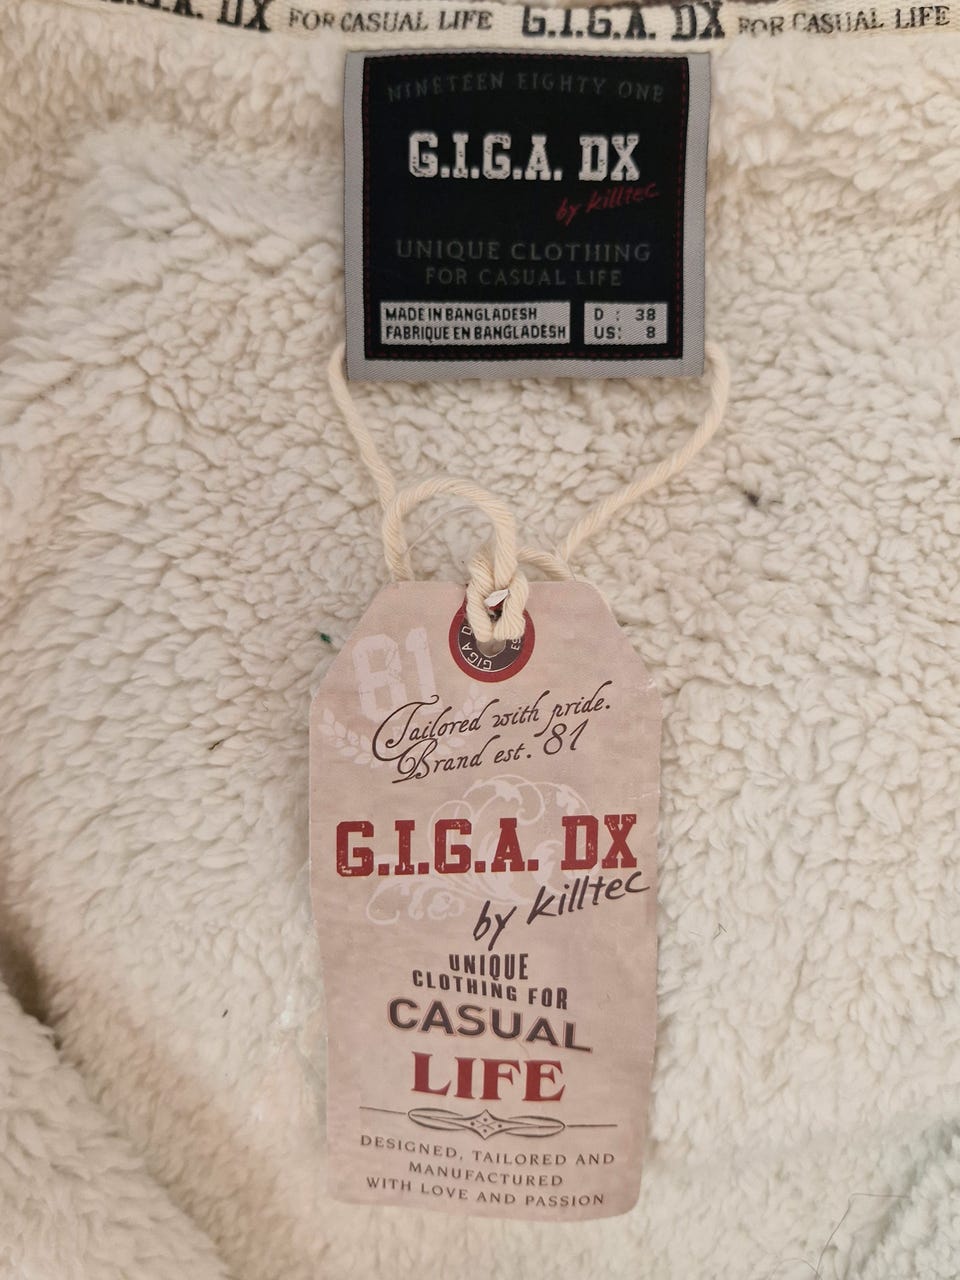 G.I.G.A. DX FOR CASUAL LIFE G.I.G.A. DX FOR CASUAL LIFE
NINETEEN EIGHTY ONE
G.I.G.A. DX
by killtec
UNIQUE CLOTHING
FOR CASUAL LIFE
MADE IN BANGLADESH
FABRIQUE EN BANGLADESH
D : 38
US: 8
GIGA
81
Tailored with pride.
Brand est. 81
G.I.G.A. DX
by killtec
UNIQUE
CLOTHING FOR
CASUAL
LIFE
DESIGNED, TAILORED AND
MANUFACTURED
WITH LOVE AND PASSION